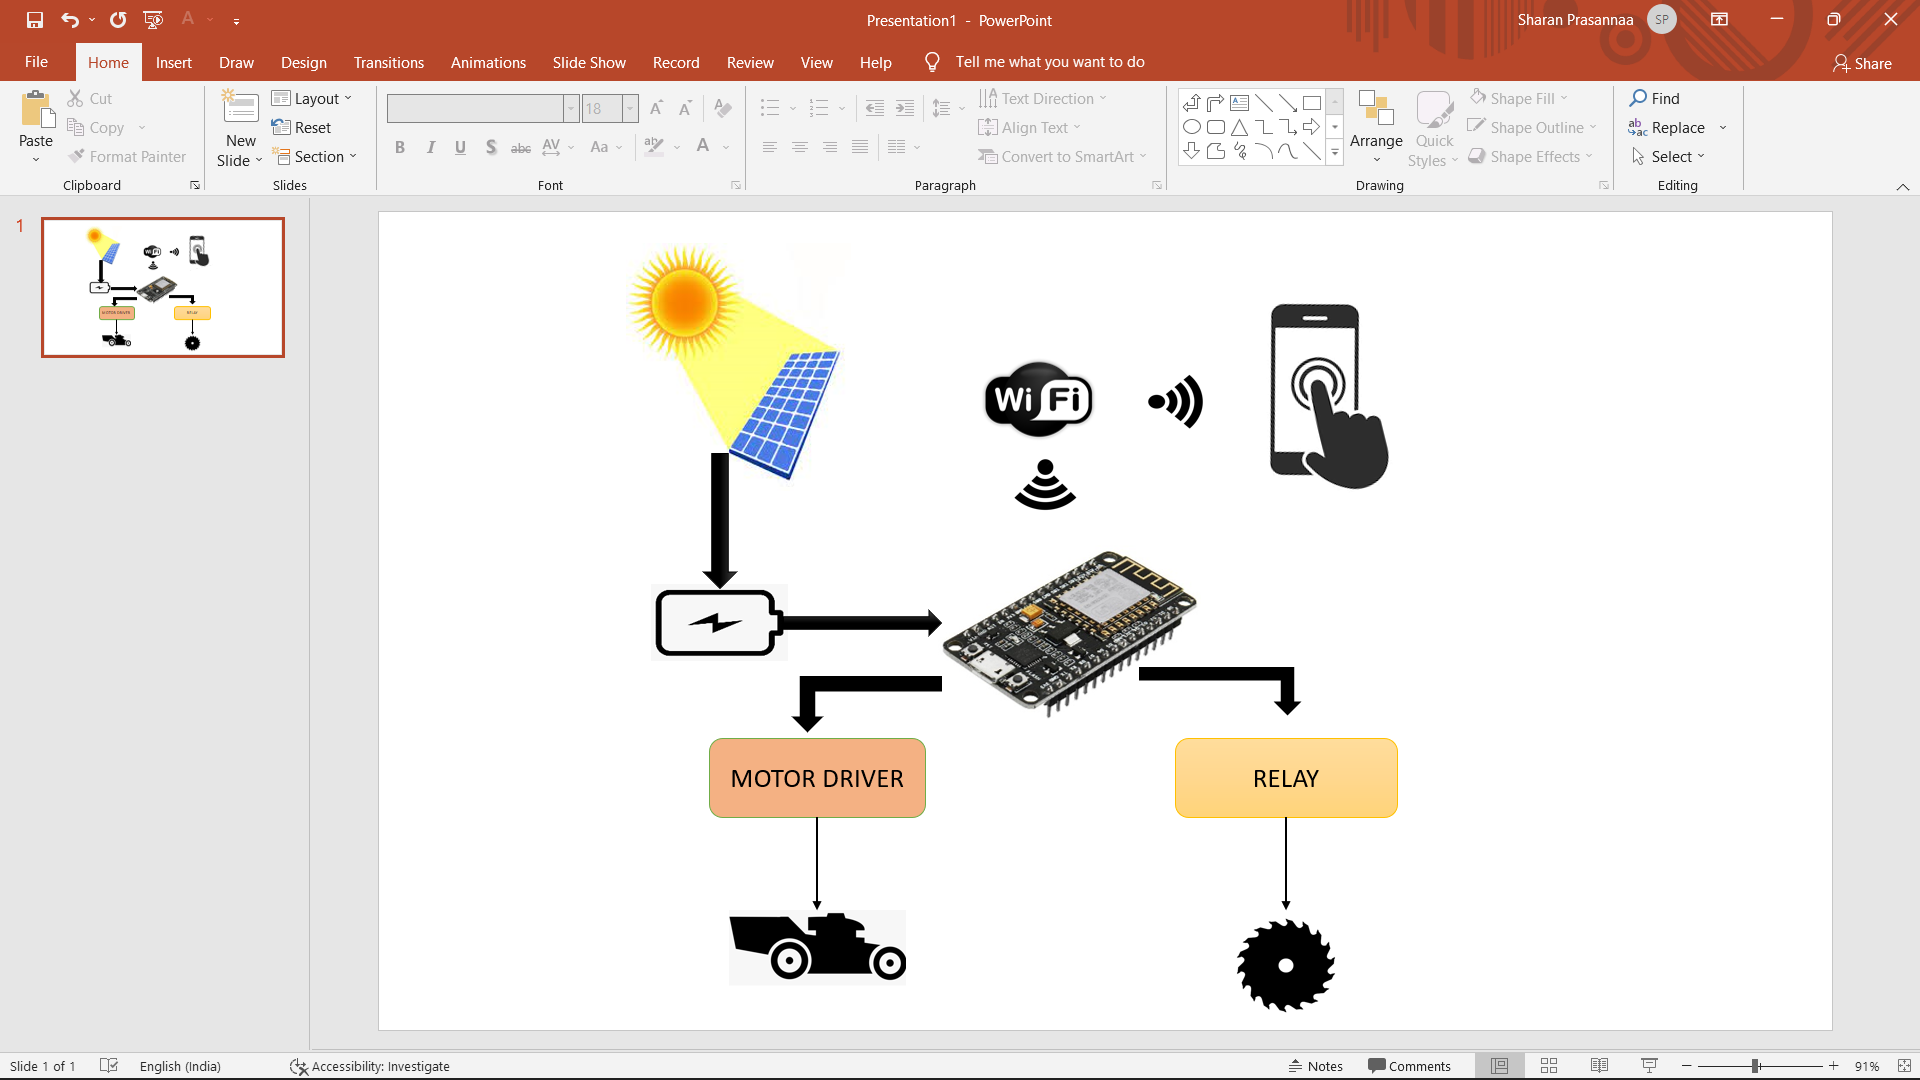 Presentation1 - PowerPoint
Sharan Prasannaa
SP
File
Home
Insert
Draw
Design
Transitions
Animations
Slide Show
Record
Review
View
Help
Tell me what you want to do
Share
Paste
Cut
Copy
Format Painter
Clipboard
New
Slide
Layout
Reset
Section
Slides
18
B I U S abc AV Aa ab A
Font
Text Direction
Align Text
Convert to SmartArt
Paragraph
Arrange
Quick
Styles
Shape Fill
Shape Outline
Shape Effects
Drawing
Find
Replace
Select
Editing
1
Wi Fi
MOTOR DRIVER
RELAY
Slide 1 of 1
English (India)
Accessibility: Investigate
Notes
Comments
91%